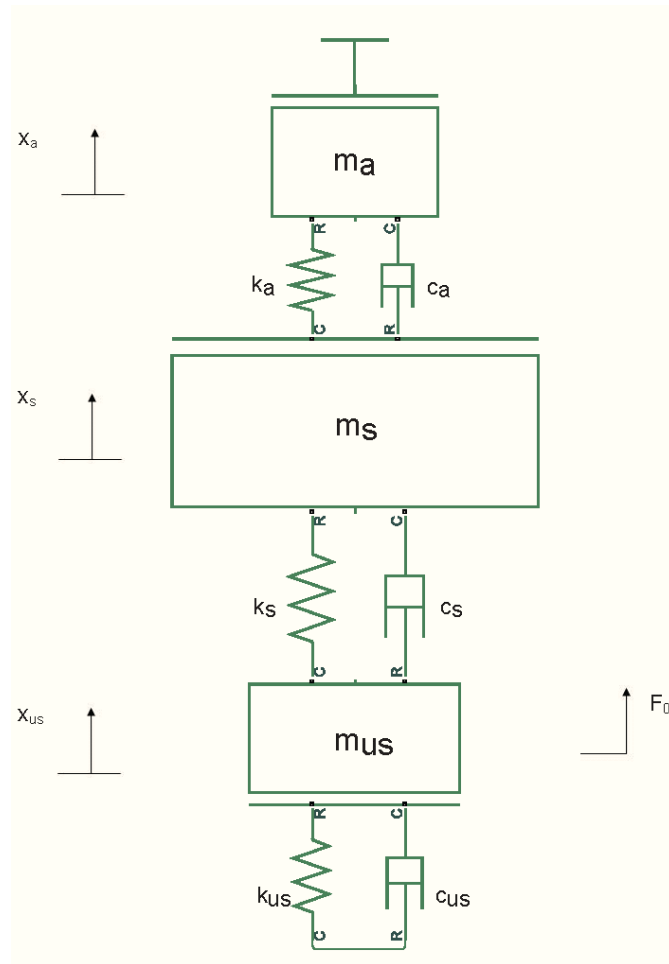 xₐ
mₐ
R C
kₐ cₐ
C R
xₛ
mₛ
R C
kₛ cₛ
C R
xᵤₛ
mᵤₛ
F₀
R C
kᵤₛ cᵤₛ
C R